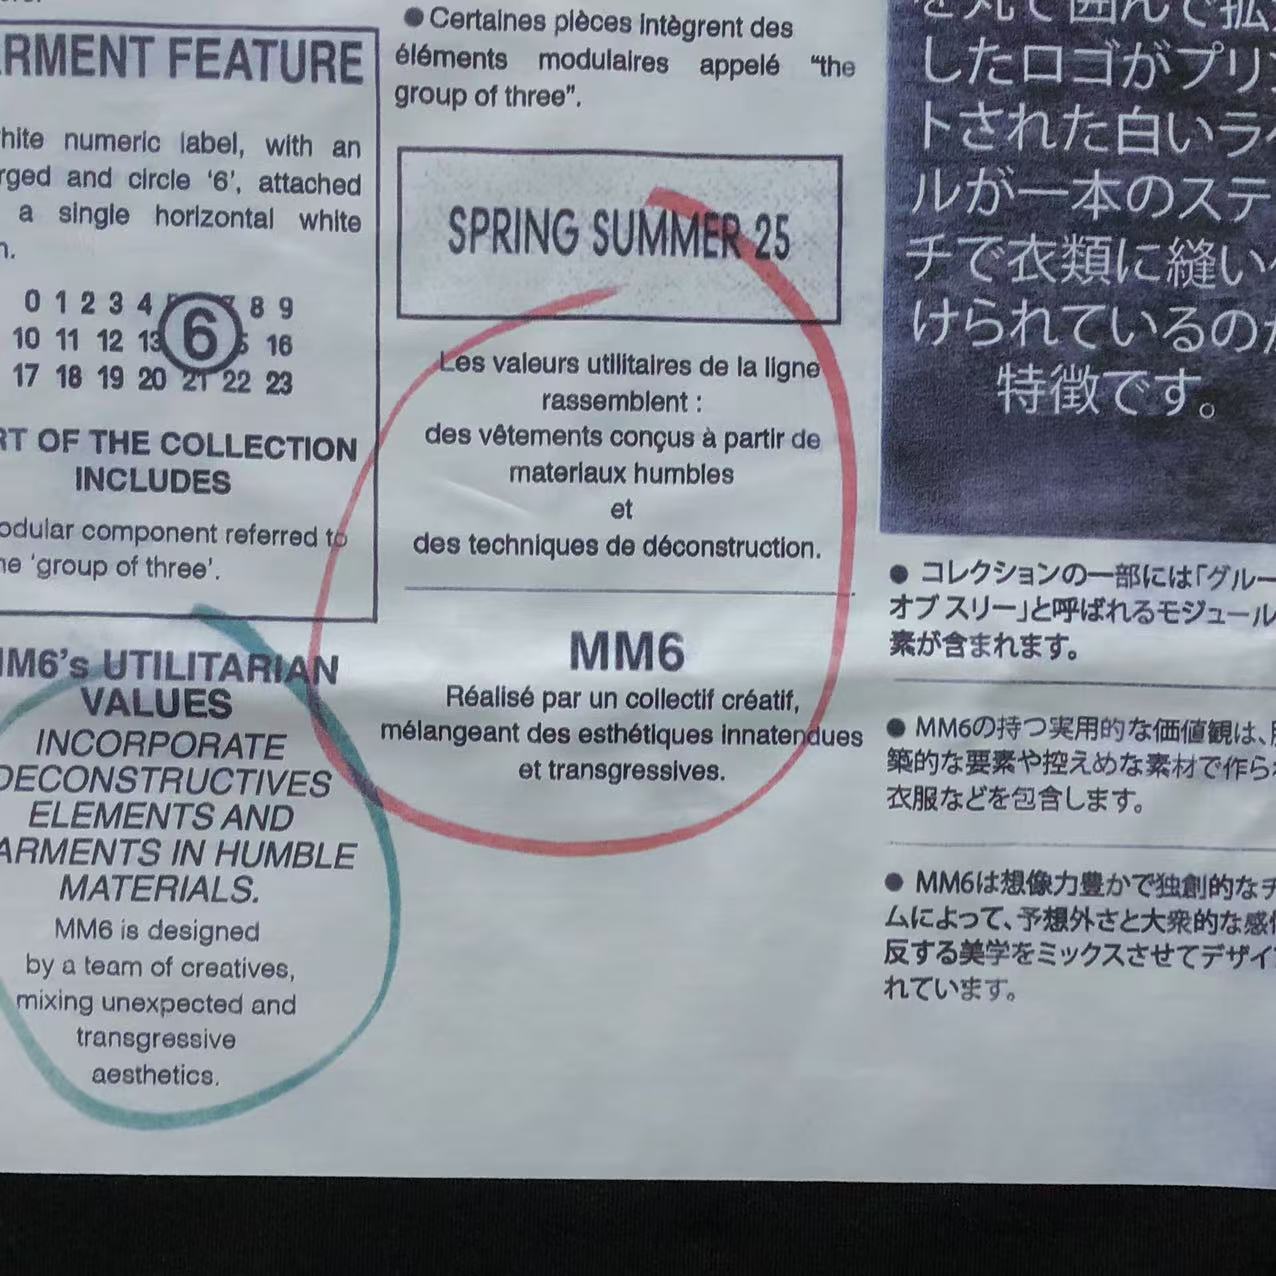 GARMENT FEATURE
white numeric label, with an
and circle ‘6’, attached
a single horizontal white
0 1 2 3 4 8 9
10 11 12 13 6 16
17 18 19 20 21 22 23
OF THE COLLECTION
INCLUDES
modular component referred to
‘group of three’.
MM6’s UTILITARIAN
VALUES
INCORPORATE
DECONSTRUCTIVES
ELEMENTS AND
GARMENTS IN HUMBLE
MATERIALS.
MM6 is designed
by a team of creatives,
mixing unexpected and
transgressive
aesthetics.
● Certaines pièces intègrent des
éléments modulaires appelé “the
group of three”.
SPRING SUMMER 25
Les valeurs utilitaires de la ligne
rassemblent :
des vêtements conçus à partir de
materiaux humbles
et
des techniques de déconstruction.
MM6
Réalisé par un collectif créatif,
mélangeant des esthétiques innatendues
et transgressives.
したロゴがプリン
トされた白いラベ
ルが一本のステ
チで衣類に縫い
けられているのが
特徴です。
● コレクションの一部には「グルー
オブ スリー」と呼ばれるモジュール
素が含まれます。
● MM6の持つ実用的な価値観は、
築的な要素や控えめな素材で作ら
衣服などを包含します。
● MM6は想像力豊かで独創的なチ
ムによって、予想外さと大衆的な感
反する美学をミックスさせてデザイ
れています。